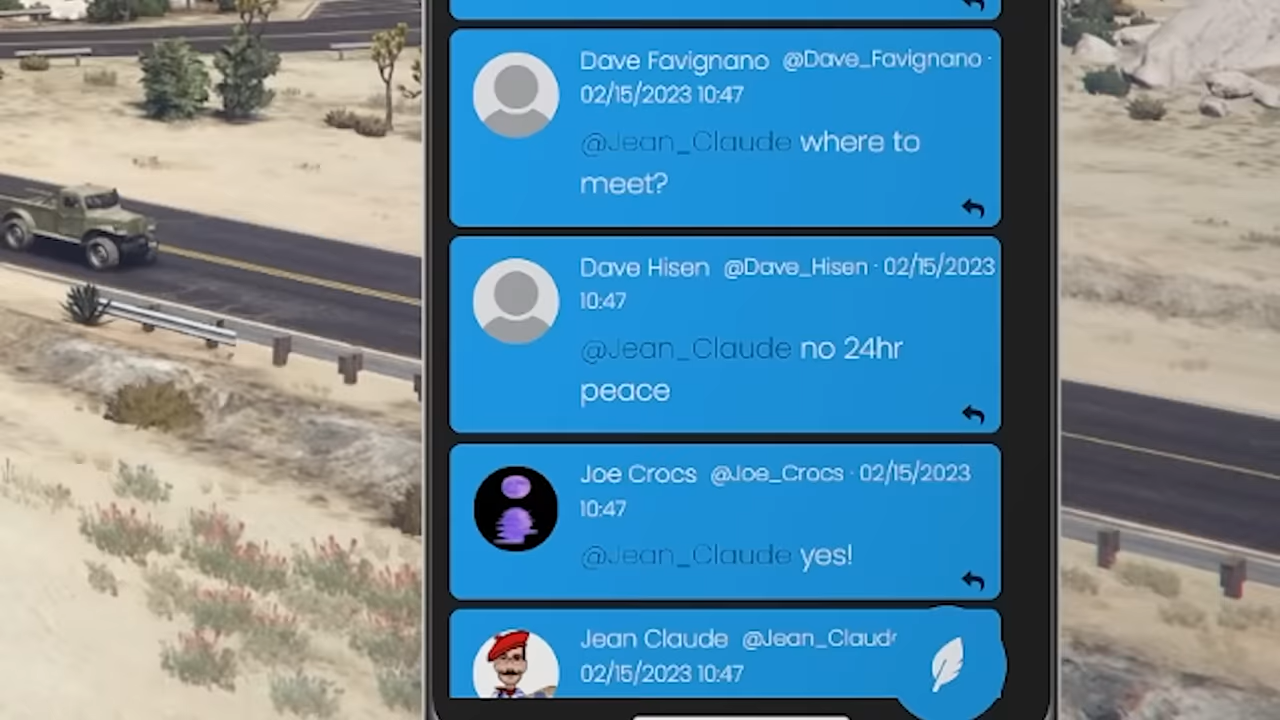 Dave Favignano @Dave_Favignano ·
02/15/2023 10:47
@Jean_Claude where to
meet?
Dave Hisen @Dave_Hisen · 02/15/2023
10:47
@Jean_Claude no 24hr
peace
Joe Crocs @Joe_Crocs · 02/15/2023
10:47
@Jean_Claude yes!
Jean Claude
02/15/2023 10:47